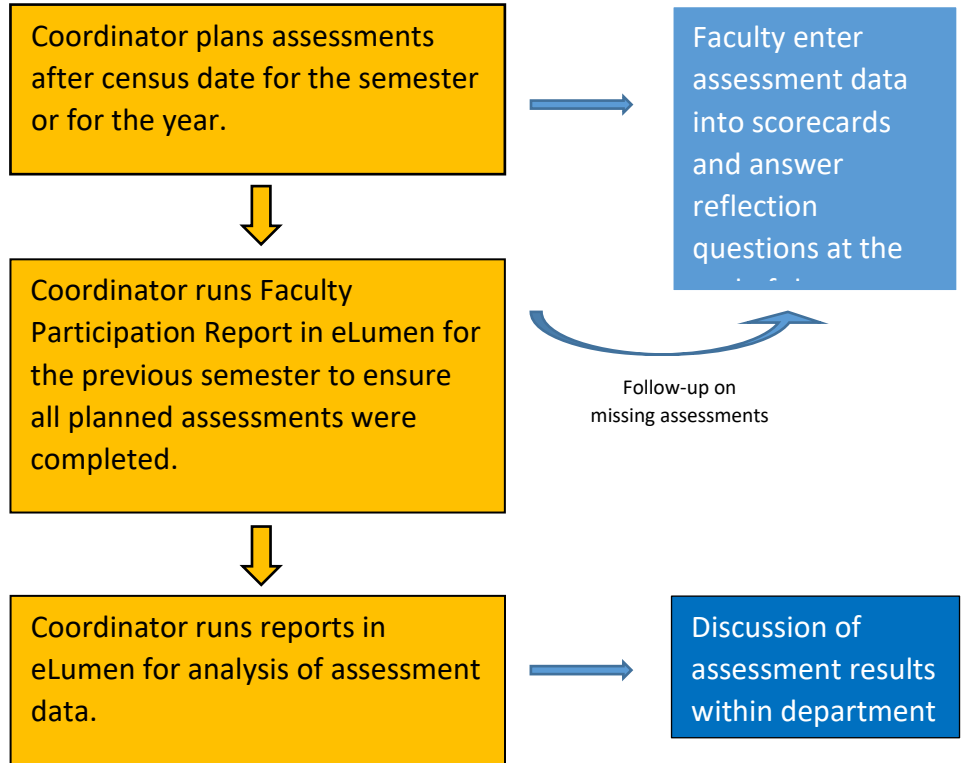 Coordinator plans assessments
after census date for the semester
or for the year.
Faculty enter
assessment data
into scorecards
and answer
reflection
questions at the
Coordinator runs Faculty
Participation Report in eLumen for
the previous semester to ensure
all planned assessments were
completed.
Follow-up on
missing assessments
Coordinator runs reports in
eLumen for analysis of assessment
data.
Discussion of
assessment results
within department